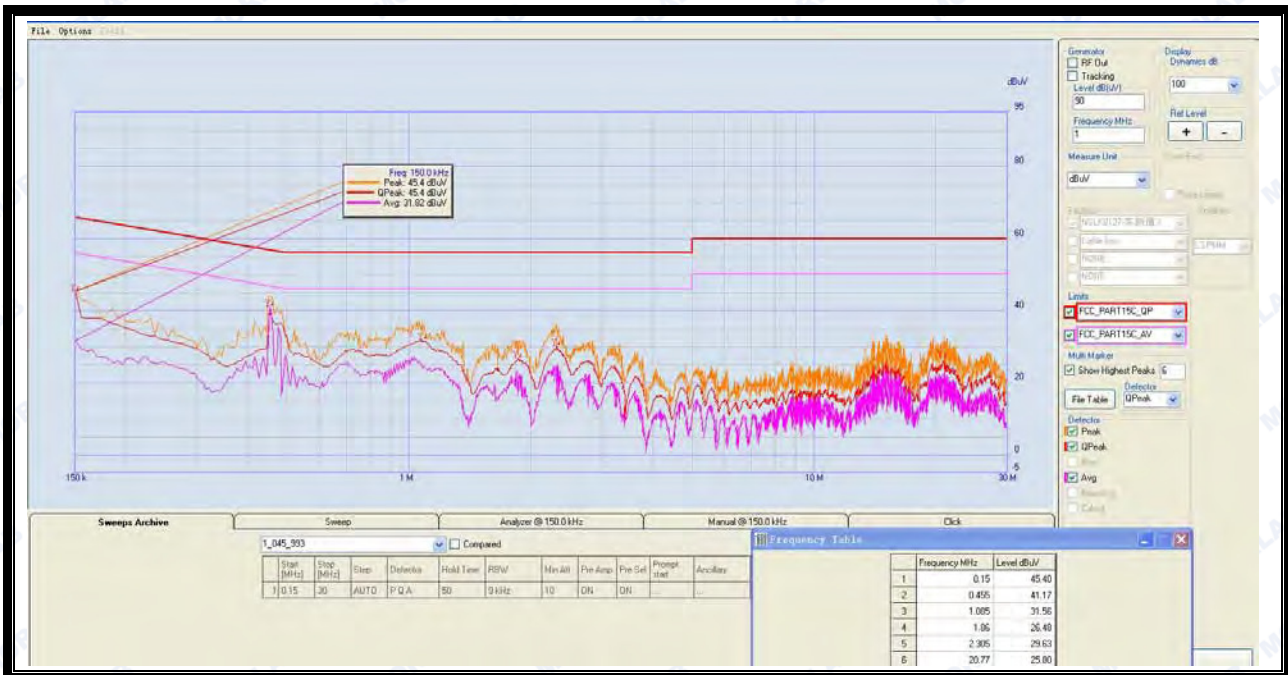 File Options
Generator
RF Out
Tracking
Level dB(uV)
90
Frequency MHz
1
Display
Dynamics dB
100
Ref Level
+ -
Measure Unit
dBuV
dBuV
95
80
60
40
20
0
-5
150 k 1 M 10 M 30 M
Freq: 150.0 kHz
Peak: 45.4 dBuV
QPeak: 45.4 dBuV
Avg: 31.82 dBuV
NONE
Limits
FCC_PART15C_QP
FCC_PART15C_AV
Multi Marker
Show Highest Peaks 6
File Table
Detector
QPeak
Detector
Peak
QPeak
Avg
Sweeps Archive Sweep Analyzer @ 150.0 kHz Manual @ 150.0 kHz Click
1_045_993 Compared
Start [MHz] Stop [MHz] Step Detector Hold Time RBW Min Att Pre Amp Pre Sel Prompt start Ancillary
1 0.15 30 AUTO P Q A 50 9 kHz 10 ON ON ... ...
Frequency Table
Frequency MHz Level dBuV
1 0.15 45.40
2 0.455 41.17
3 1.085 31.56
4 1.86 26.48
5 2.305 29.63
6 20.77 25.80